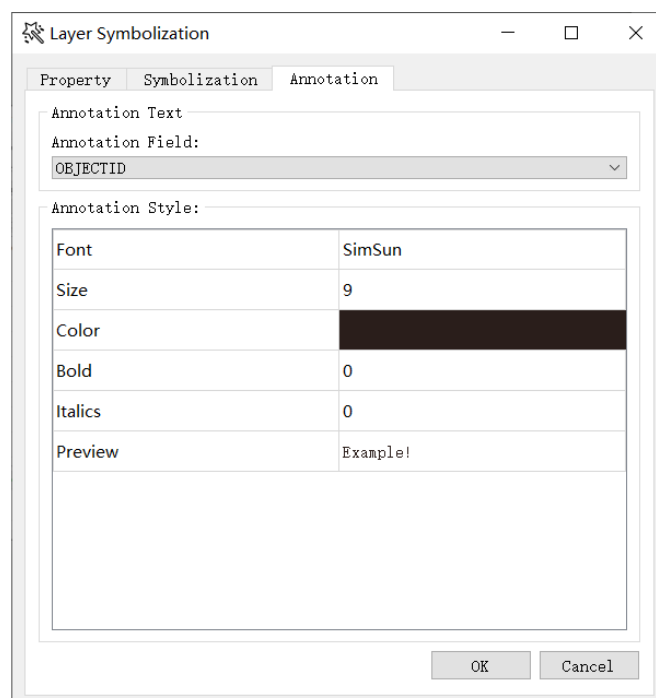 Layer Symbolization
Property Symbolization Annotation
Annotation Text
Annotation Field:
OBJECTID
Annotation Style:
Font SimSun
Size 9
Color
Bold 0
Italics 0
Preview Example!
OK Cancel